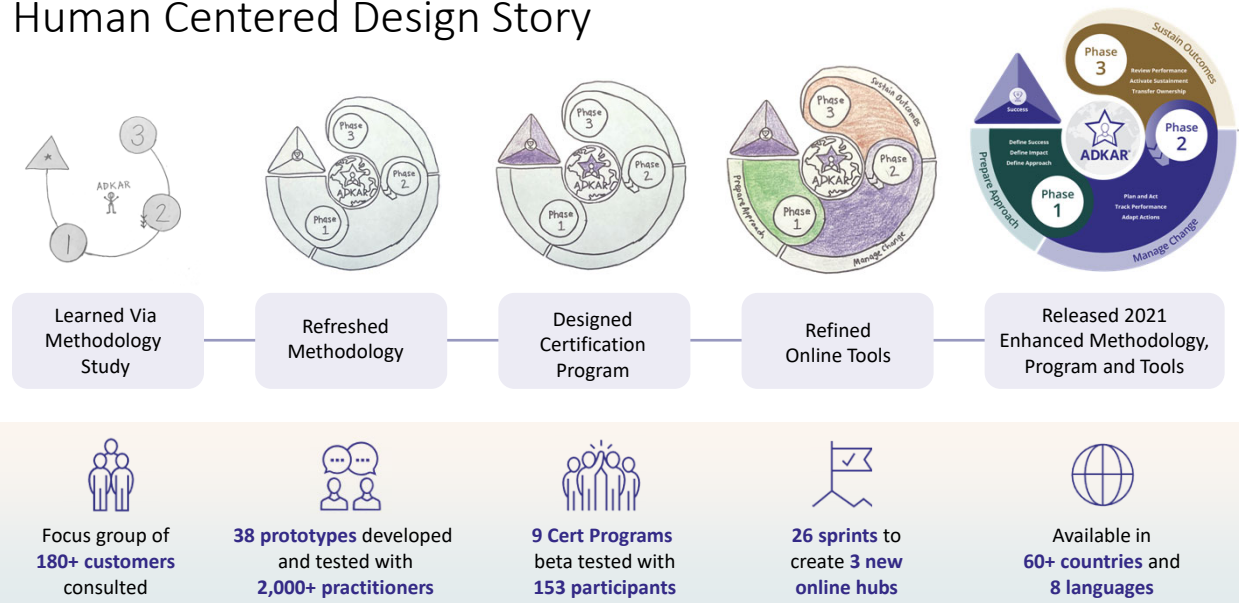 Human Centered Design Story
3
ADKAR
2
1
Phase
3
Phase
2
ADKAR
Phase
1
Phase
3
Phase
2
ADKAR
Phase
1
Sustain Outcomes
Phase
3
Phase
2
ADKAR
Phase
1
Prepare Approach
Manage Change
Sustain Outcomes
Phase
3
Review Performance
Activate Sustainment
Transfer Ownership
Success
Phase
2
ADKAR®
Define Success
Define Impact
Define Approach
Prepare Approach
Phase
1
Plan and Act
Track Performance
Adapt Actions
Manage Change
Learned Via
Methodology
Study
Refreshed
Methodology
Designed
Certification
Program
Refined
Online Tools
Released 2021
Enhanced Methodology,
Program and Tools
Focus group of
180+ customers
consulted
38 prototypes developed
and tested with
2,000+ practitioners
9 Cert Programs
beta tested with
153 participants
26 sprints to
create 3 new
online hubs
Available in
60+ countries and
8 languages